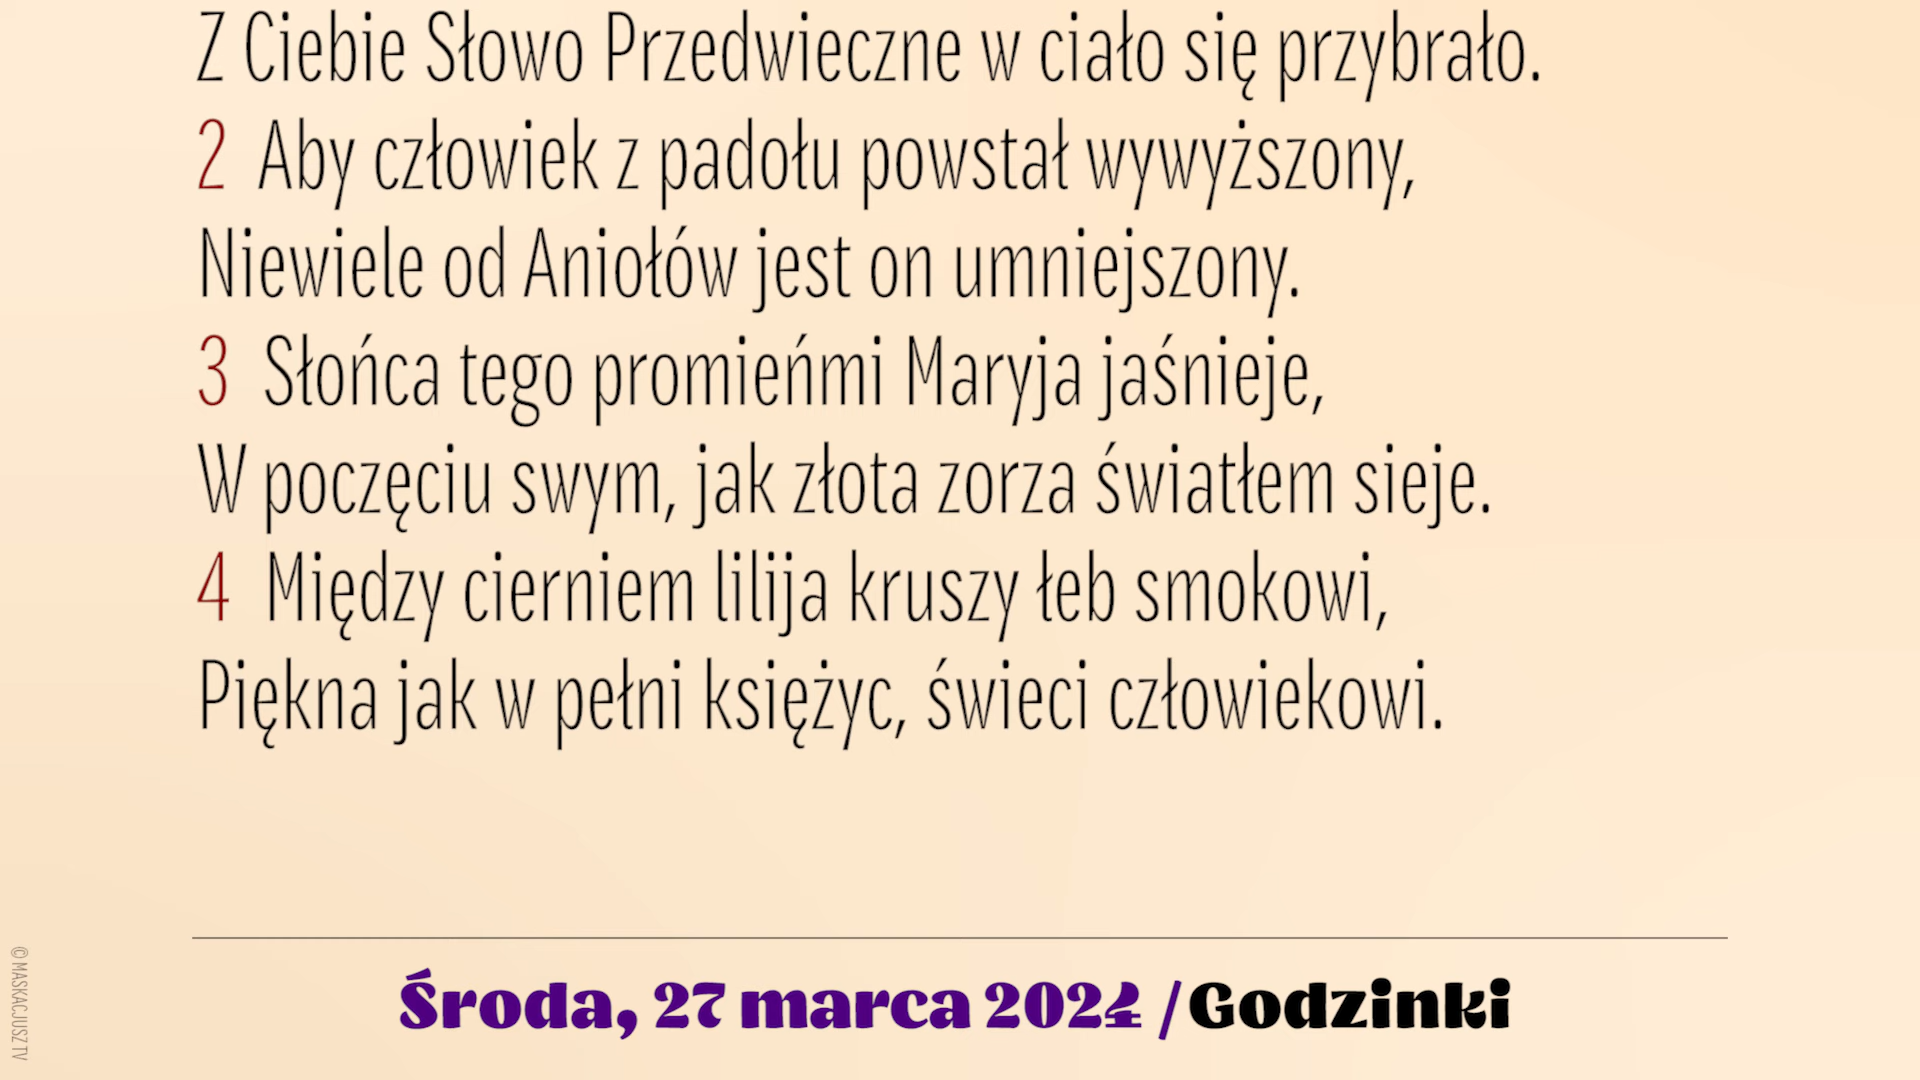 Z Ciebie Słowo Przedwieczne w ciało się przybrało.
2 Aby człowiek z padołu powstał wywyższony,
Niewiele od Aniołów jest on umniejszony.
3 Słońca tego promieńmi Maryja jaśnieje,
W poczęciu swym, jak złota zorza światłem sieje.
4 Między cierniem lilija kruszy łeb smokowi,
Piękna jak w pełni księżyc, świeci człowiekowi.
Środa, 27 marca 2024 / Godzinki
© MASKACJUSZ TV